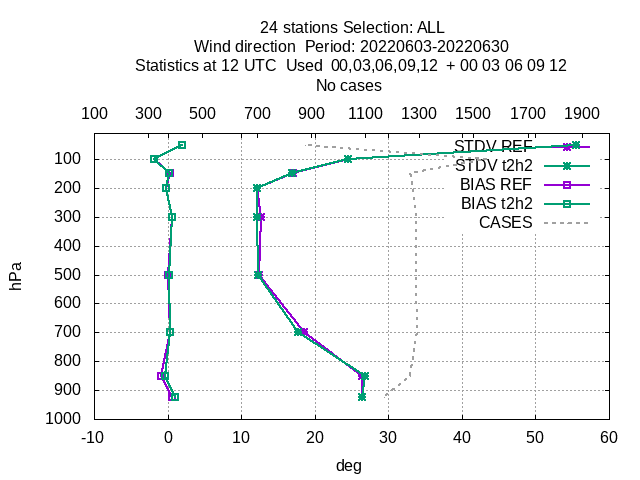 24 stations Selection: ALL
Wind direction  Period: 20220603-20220630
Statistics at 12 UTC  Used  00,03,06,09,12  + 00 03 06 09 12
No cases
100 300 500 700 900 1100 1300 1500 1700 1900
STDV REF
STDV t2h2
BIAS REF
BIAS t2h2
CASES
hPa
100
200
300
400
500
600
700
800
900
1000
-10 0 10 20 30 40 50 60
deg